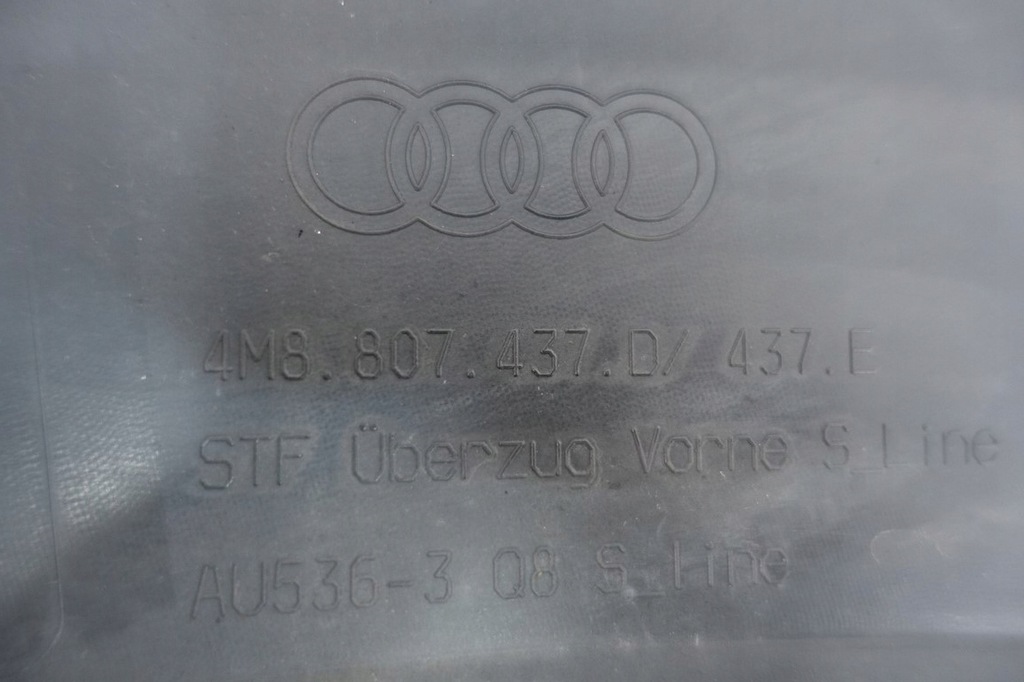 4M8.807.437.D/ 437.E
STF Überzug Vorne S_Line
AU536-3 Q8 S_line